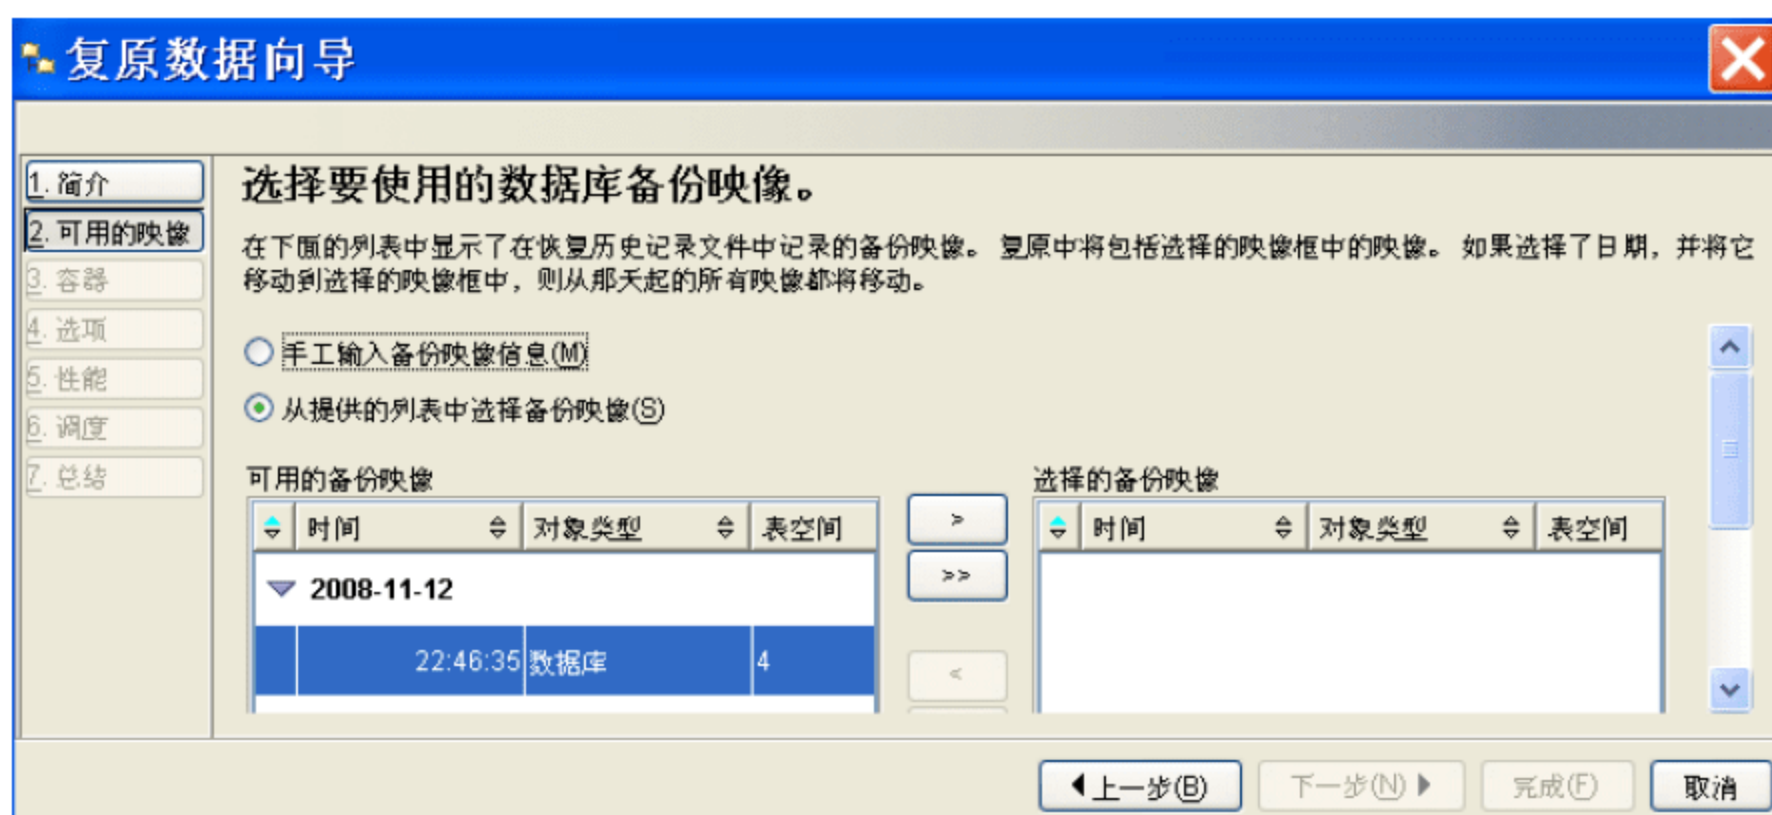 复原数据向导
1. 简介
2. 可用的映像
3. 容器
4. 选项
5. 性能
6. 调度
7. 总结
选择要使用的数据库备份映像。
在下面的列表中显示了在恢复历史记录文件中记录的备份映像。 复原中将包括选择的映像框中的映像。 如果选择了日期，并将它
移动到选择的映像框中，则从那天起的所有映像都将移动。
手工输入备份映像信息(M)
从提供的列表中选择备份映像(S)
可用的备份映像
时间 对象类型 表空间
2008-11-12
22:46:35 数据库 4
>
>>
<
选择的备份映像
时间 对象类型 表空间
上一步(B) 下一步(N) 完成(F) 取消